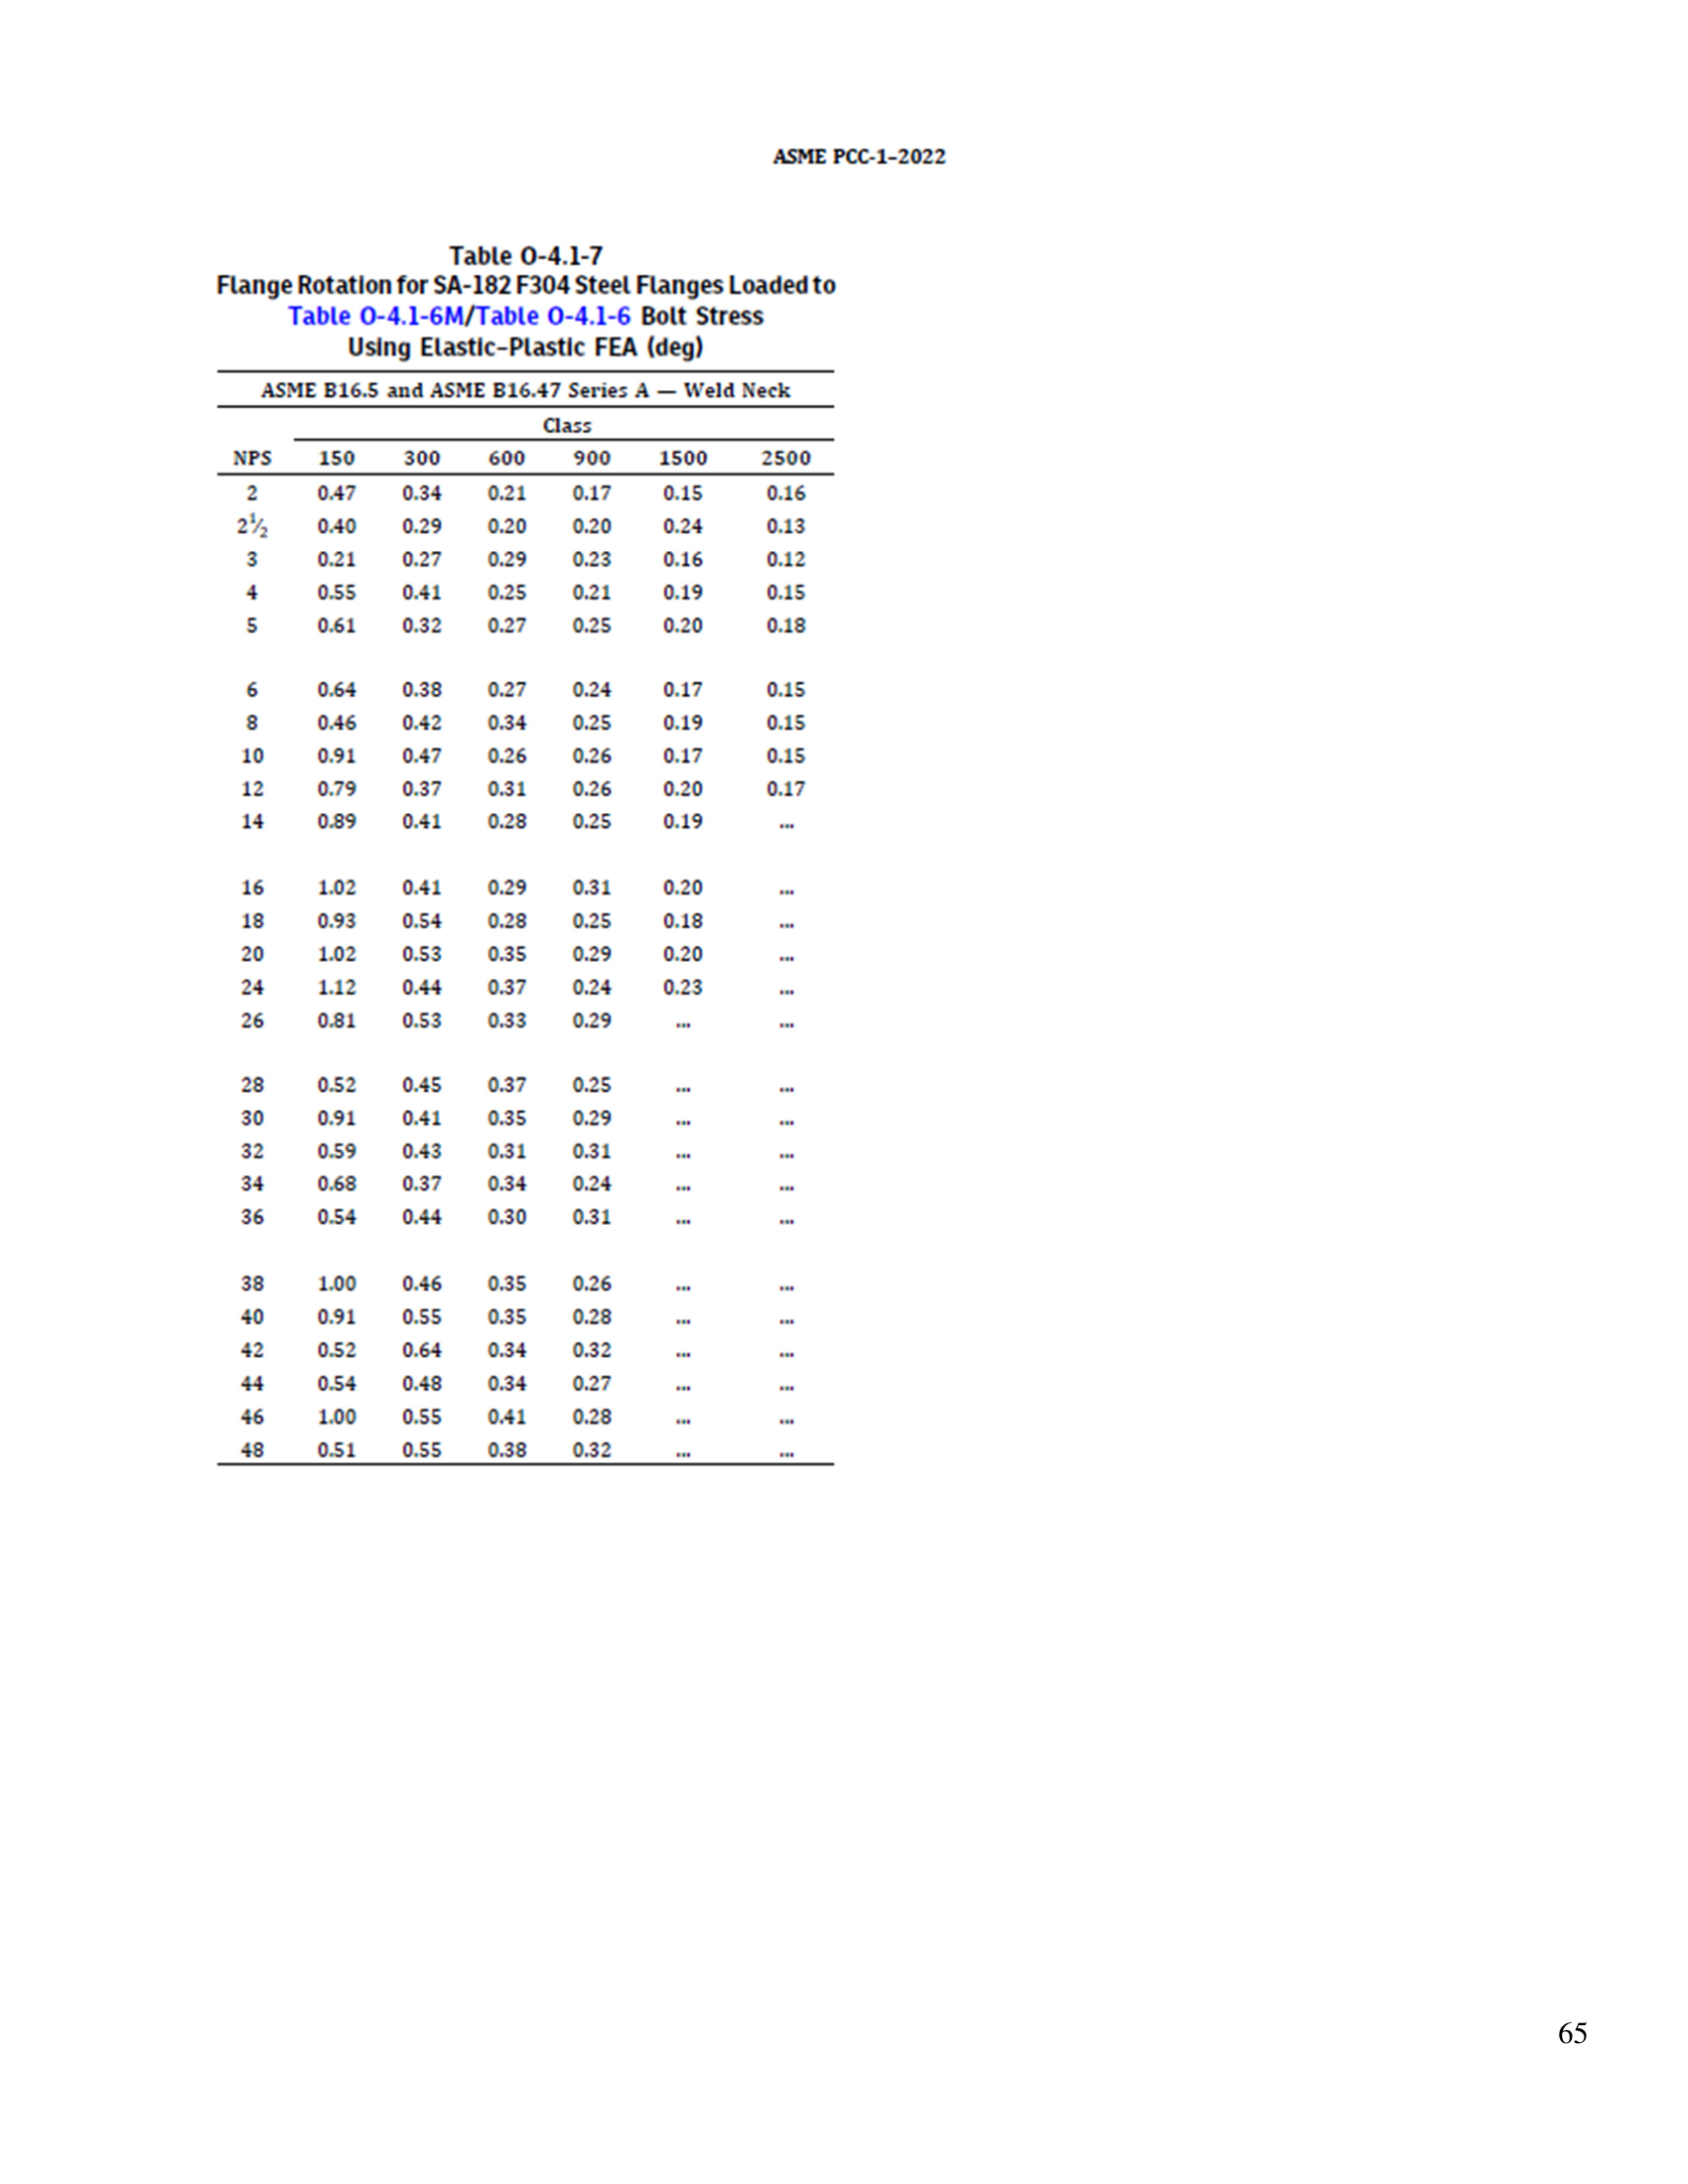 ASME PCC-1–2022
Table O-4.1-7
Flange Rotation for SA-182 F304 Steel Flanges Loaded to
Table O-4.1-6M/Table O-4.1-6 Bolt Stress
Using Elastic–Plastic FEA (deg)
ASME B16.5 and ASME B16.47 Series A — Weld Neck
Class
NPS 150 300 600 900 1500 2500
2 0.47 0.34 0.21 0.17 0.15 0.16
2½ 0.40 0.29 0.20 0.20 0.24 0.13
3 0.21 0.27 0.29 0.23 0.16 0.12
4 0.55 0.41 0.25 0.21 0.19 0.15
5 0.61 0.32 0.27 0.25 0.20 0.18
6 0.64 0.38 0.27 0.24 0.17 0.15
8 0.46 0.42 0.34 0.25 0.19 0.15
10 0.91 0.47 0.26 0.26 0.17 0.15
12 0.79 0.37 0.31 0.26 0.20 0.17
14 0.89 0.41 0.28 0.25 0.19 ...
16 1.02 0.41 0.29 0.31 0.20 ...
18 0.93 0.54 0.28 0.25 0.18 ...
20 1.02 0.53 0.35 0.29 0.20 ...
24 1.12 0.44 0.37 0.24 0.23 ...
26 0.81 0.53 0.33 0.29 ... ...
28 0.52 0.45 0.37 0.25 ... ...
30 0.91 0.41 0.35 0.29 ... ...
32 0.59 0.43 0.31 0.31 ... ...
34 0.68 0.37 0.34 0.24 ... ...
36 0.54 0.44 0.30 0.31 ... ...
38 1.00 0.46 0.35 0.26 ... ...
40 0.91 0.55 0.35 0.28 ... ...
42 0.52 0.64 0.34 0.32 ... ...
44 0.54 0.48 0.34 0.27 ... ...
46 1.00 0.55 0.41 0.28 ... ...
48 0.51 0.55 0.38 0.32 ... ...
65